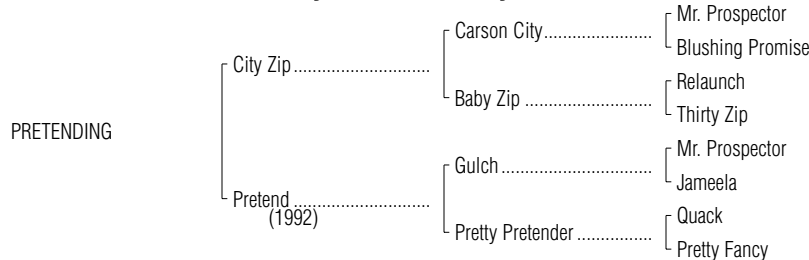 Mr. Prospector
Carson City
Blushing Promise
City Zip
Relaunch
Baby Zip
Thirty Zip
PRETENDING
Mr. Prospector
Gulch
Jameela
Pretend
(1992)
Quack
Pretty Pretender
Pretty Fancy